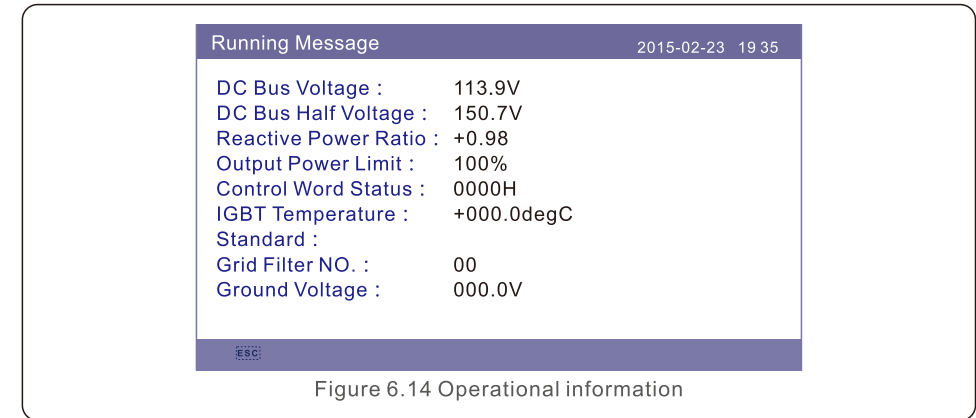 Running Message 2015-02-23 19 35
DC Bus Voltage : 113.9V
DC Bus Half Voltage : 150.7V
Reactive Power Ratio : +0.98
Output Power Limit : 100%
Control Word Status : 0000H
IGBT Temperature : +000.0degC
Standard :
Grid Filter NO. : 00
Ground Voltage : 000.0V
ESC
Figure 6.14 Operational information